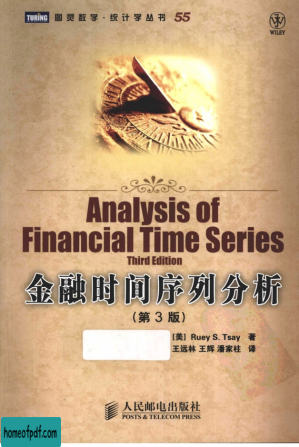 TURING 图灵数学·统计学丛书 55
WILEY
Analysis of
Financial Time Series
Third Edition
金融时间序列分析
(第3版)
[美] Ruey S. Tsay 著
王远林 王辉 潘家柱 译
人民邮电出版社
POSTS & TELECOM PRESS
homeofpdf.com
homeofpdf.com